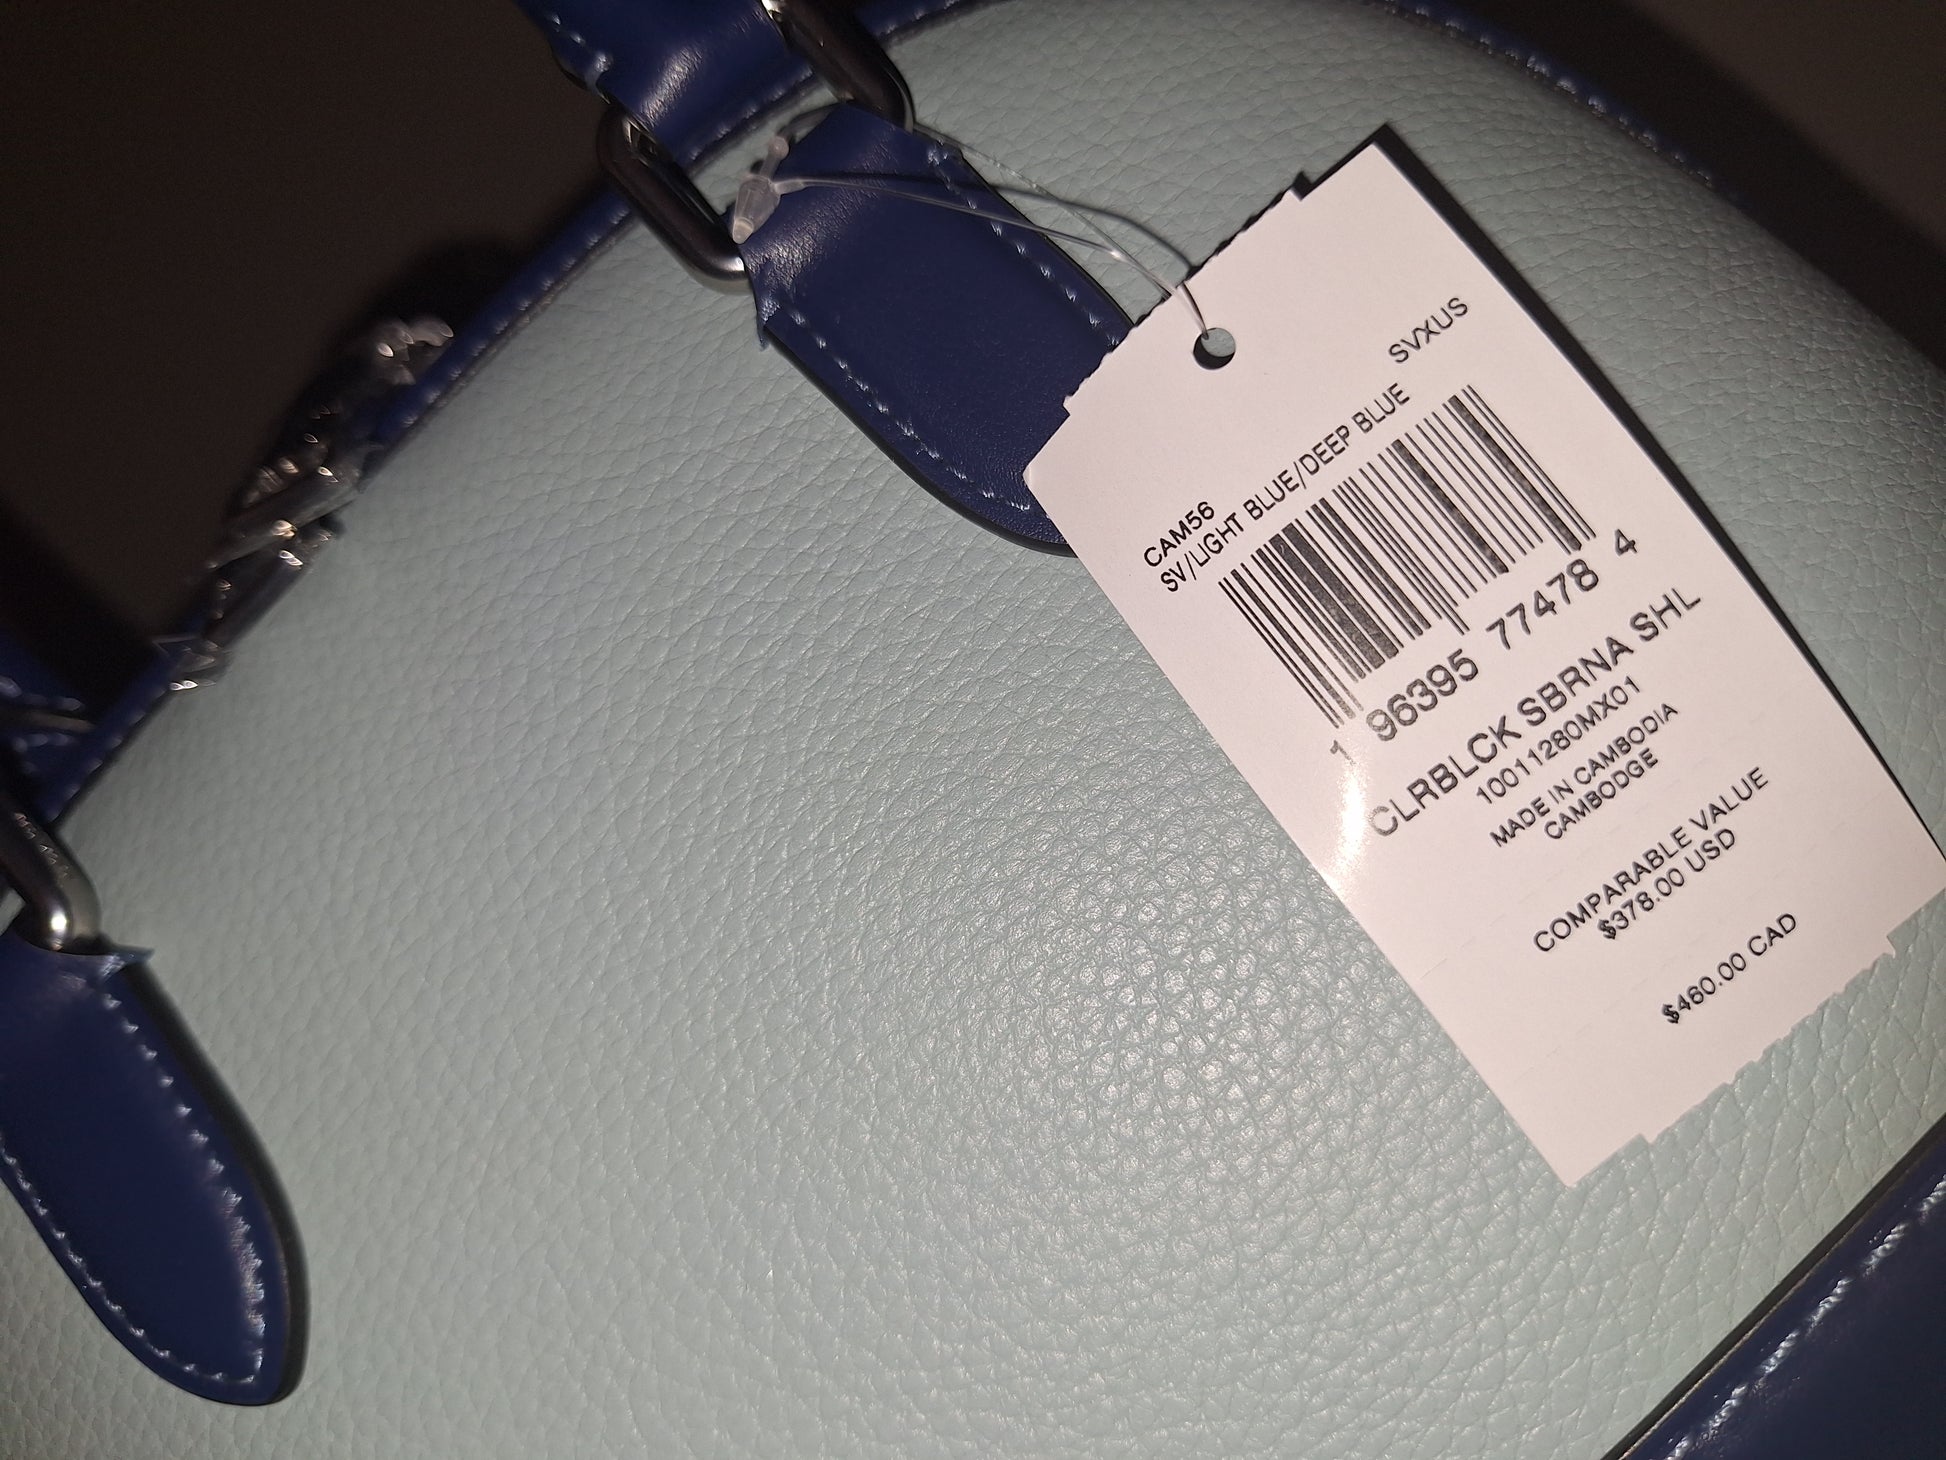 SVXUS
CAM56
SV/LIGHT BLUE/DEEP BLUE
1 96395 77478 4
CLRBLCK SBRNA SHL
10011280MX01
MADE IN CAMBODIA
CAMBODGE
COMPARABLE VALUE
$378.00 USD
$460.00 CAD